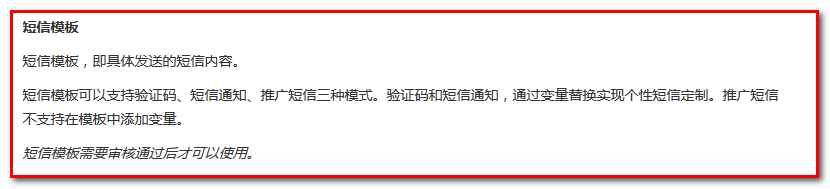 短信模板
短信模板，即具体发送的短信内容。
短信模板可以支持验证码、短信通知、推广短信三种模式。验证码和短信通知，通过变量替换实现个性短信定制。推广短信
不支持在模板中添加变量。
短信模板需要审核通过后才可以使用。